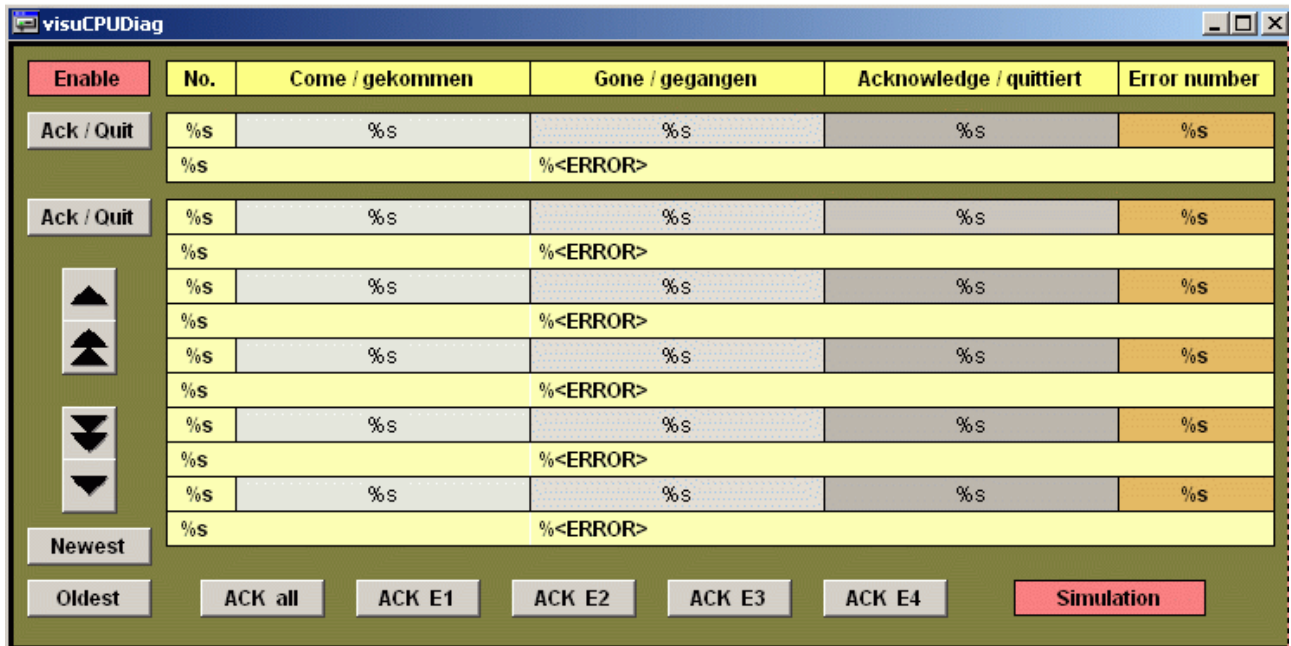 visuCPUDiag
Enable No. Come / gekommen Gone / gegangen Acknowledge / quittiert Error number
Ack / Quit %s %s %s %s %s
%s %<ERROR>
Ack / Quit %s %s %s %s %s
%s %<ERROR>
%s %s %s %s %s
%s %<ERROR>
%s %s %s %s %s
%s %<ERROR>
%s %s %s %s %s
%s %<ERROR>
%s %s %s %s %s
%s %<ERROR>
Newest
Oldest ACK all ACK E1 ACK E2 ACK E3 ACK E4 Simulation